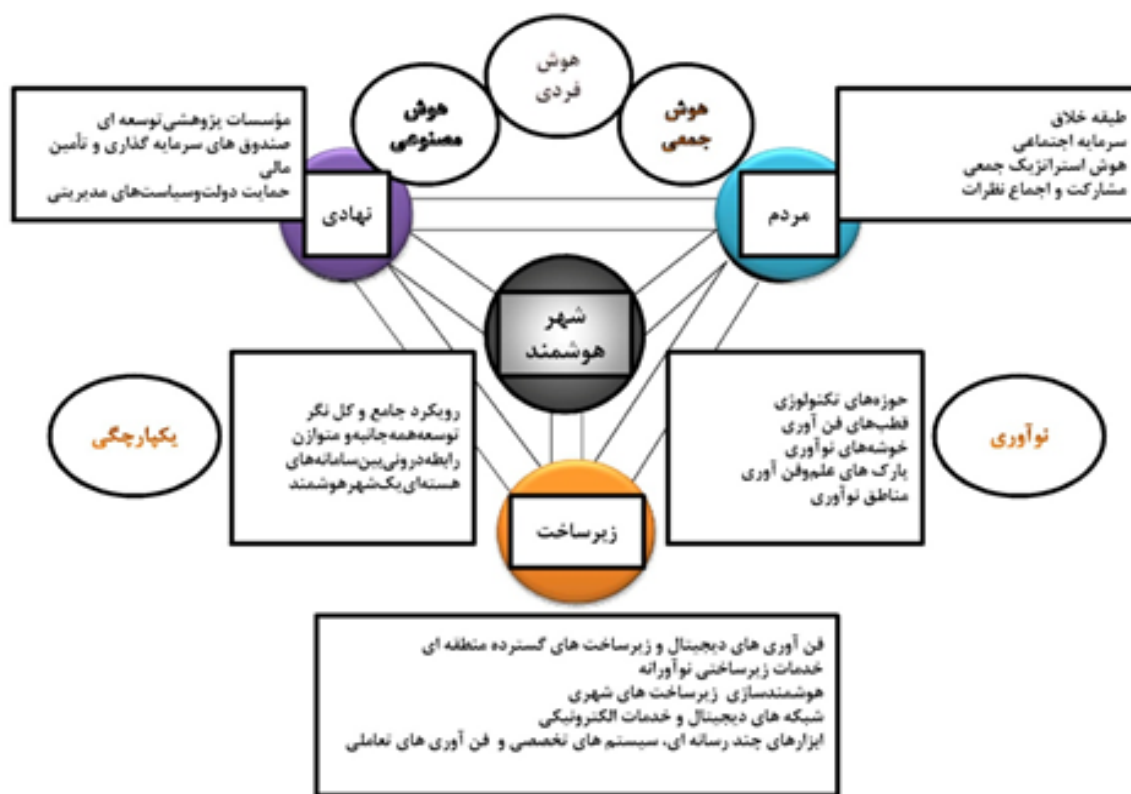 هوش
فردی
هوش
جمعی
هوش
مصنوعی
طبقه خلاق
سرمایه اجتماعی
هوش استراتژیک جمعی
مشارکت و اجماع نظرات
مردم
مؤسسات پژوهشی‌توسعه ای
صندوق های سرمایه گذاری و تأمین
مالی
حمایت دولت‌وسیاست‌های مدیریتی
نهادی
شهر
هوشمند
نوآوری
حوزه‌های تکنولوژی
قطب‌های فن آوری
خوشه‌های نوآوری
پارک های علم‌وفن آوری
مناطق نوآوری
رویکرد جامع و کل نگر
توسعه‌همه‌جانبه‌و متوازن
رابطه‌درونی‌بین‌سامانه‌های
هسته‌ای‌یک‌شهرهوشمند
یکپارچگی
زیرساخت
فن آوری های دیجیتال و زیرساخت های گسترده منطقه ای
خدمات زیرساختی نوآورانه
هوشمندسازی زیرساخت های شهری
شبکه های دیجیتال و خدمات الکترونیکی
ابزارهای چند رسانه ای، سیستم های تخصصی و فن آوری های تعاملی